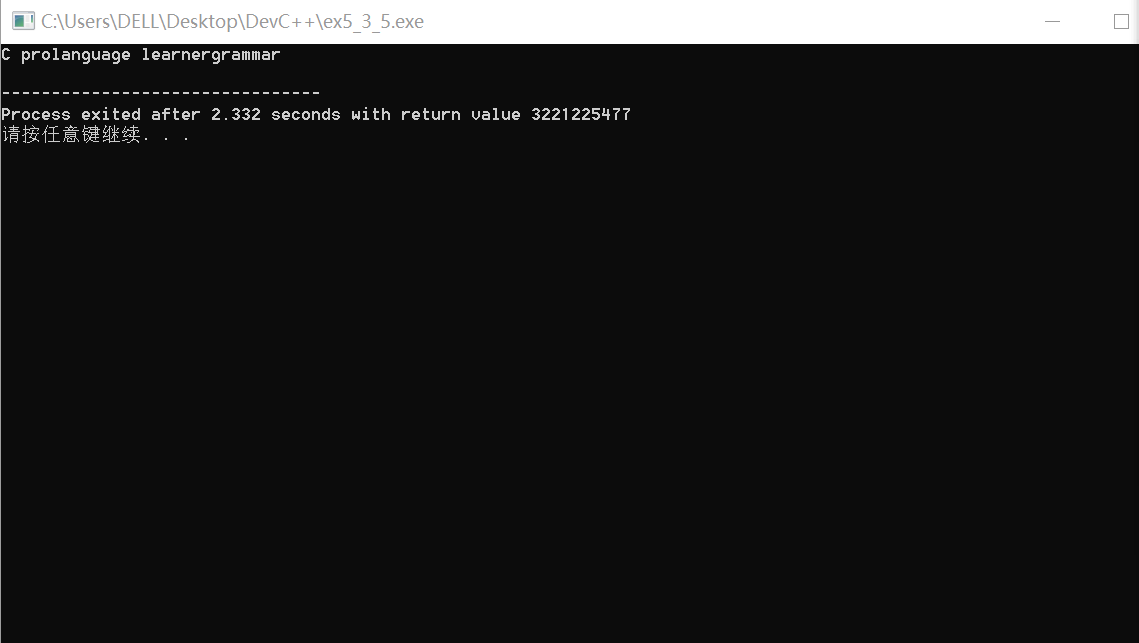 C:\Users\DELL\Desktop\DevC++\ex5_3_5.exe
C prolanguage learnergrammar
--------------------------------
Process exited after 2.332 seconds with return value 3221225477
请按任意键继续. . .